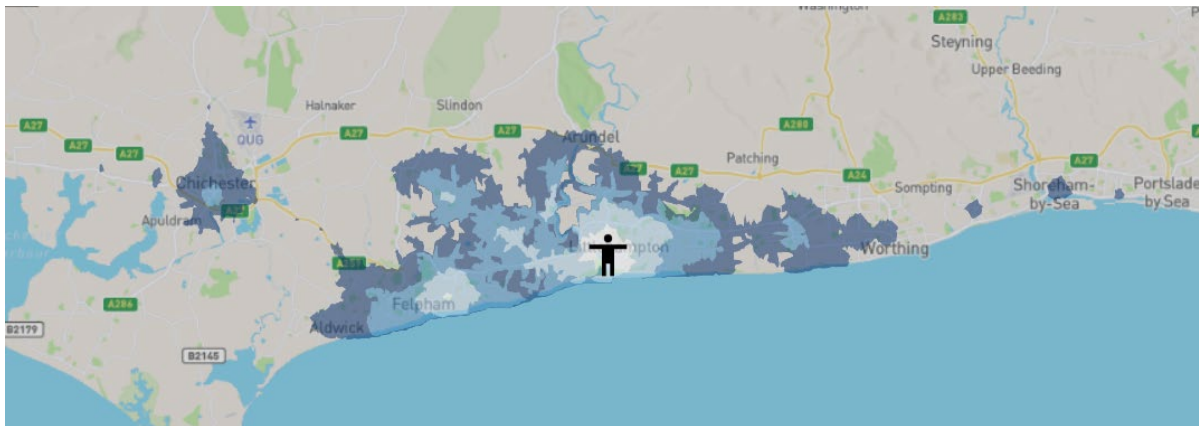 Washington
A283
Steyning
Upper Beeding
Halnaker
Slindon
A27
A27
A27
QUG
A27
A27
Arundel
A280
A27
A27
Patching
A24
A27
Chichester
Sompting
Shoreham-
by-Sea
Portslade
by Sea
Apuldram
Worthing
A286
Felpham
Aldwick
B2179
B2145